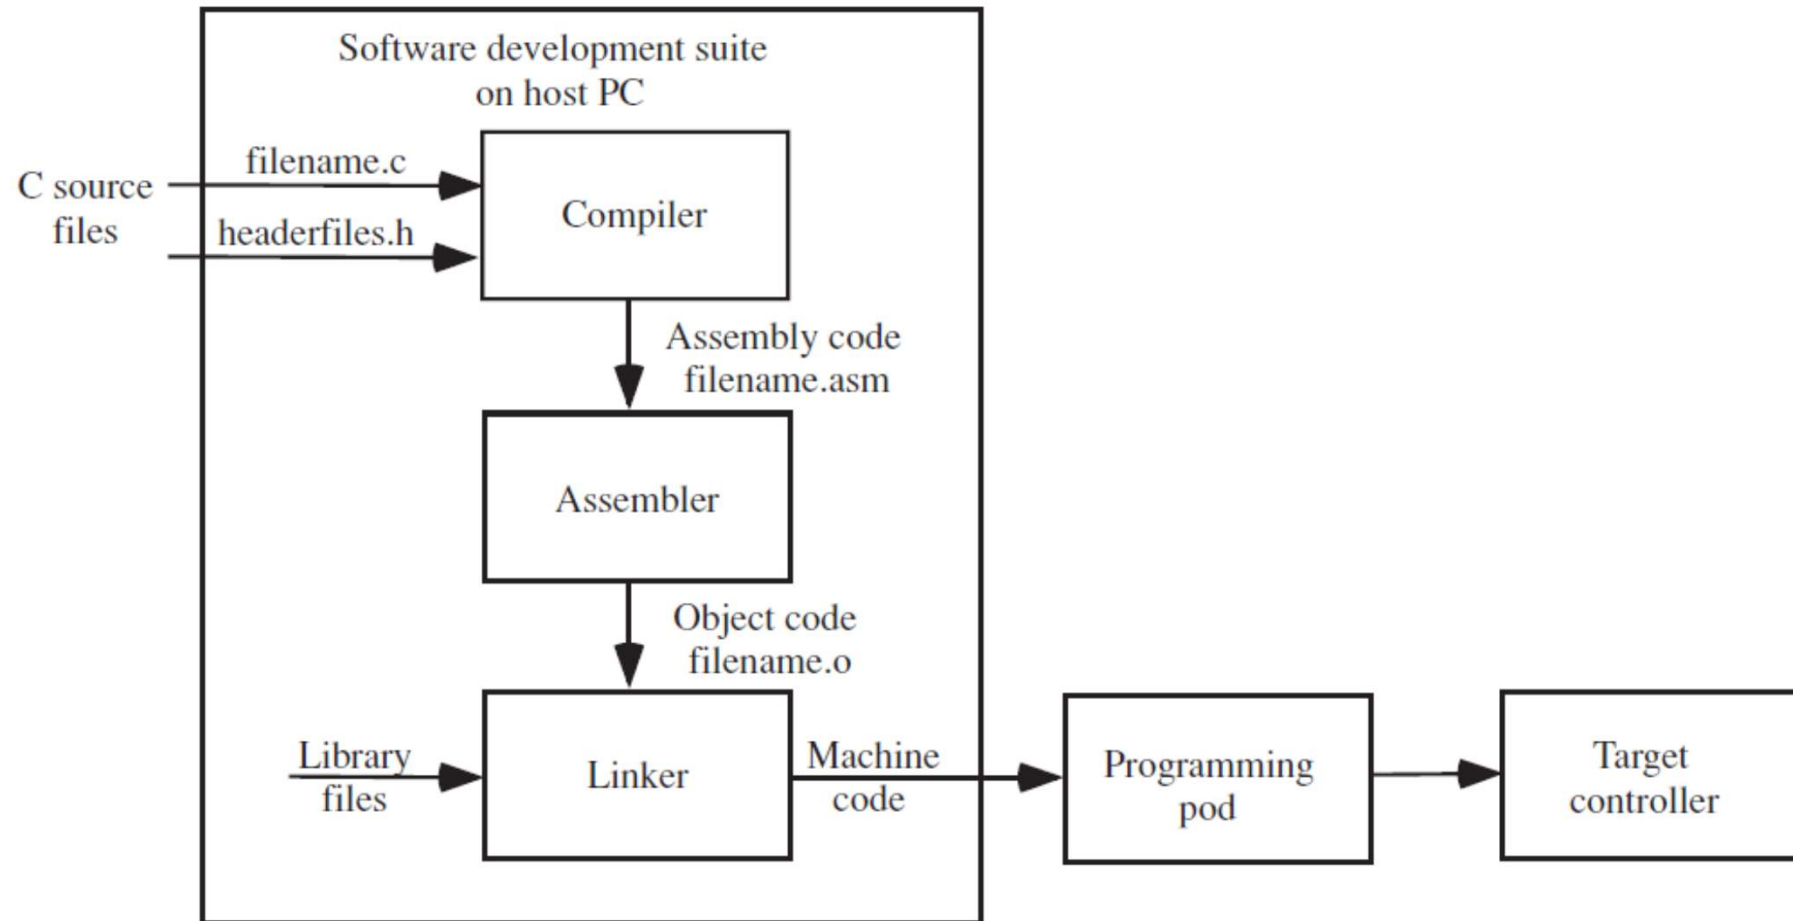 Software development suite
on host PC
C source
files
filename.c
headerfiles.h
Compiler
Assembly code
filename.asm
Assembler
Object code
filename.o
Library
files
Linker
Machine
code
Programming
pod
Target
controller